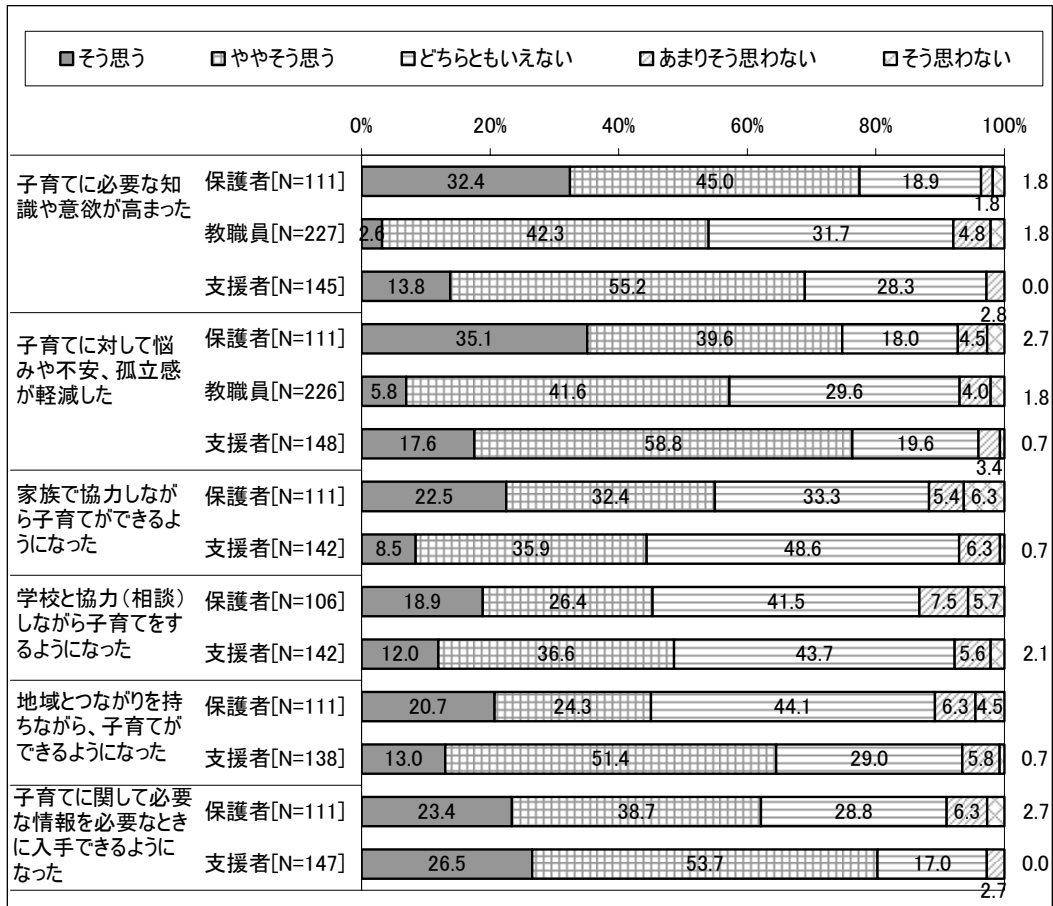 そう思う ややそう思う どちらともいえない あまりそう思わない そう思わない
0% 20% 40% 60% 80% 100%
子育てに必要な知
識や意欲が高まった
保護者[N=111] 32.4 45.0 18.9 1.8 1.8
教職員[N=227] 2.6 42.3 31.7 4.8 1.8
支援者[N=145] 13.8 55.2 28.3 2.8 0.0
子育てに対して悩
みや不安、孤立感
が軽減した
保護者[N=111] 35.1 39.6 18.0 4.5 2.7
教職員[N=226] 5.8 41.6 29.6 4.0 1.8
支援者[N=148] 17.6 58.8 19.6 3.4 0.7
家族で協力しなが
ら子育てができるよ
うになった
保護者[N=111] 22.5 32.4 33.3 5.4 6.3
支援者[N=142] 8.5 35.9 48.6 6.3 0.7
学校と協力(相談)
しながら子育てをす
るようになった
保護者[N=106] 18.9 26.4 41.5 7.5 5.7
支援者[N=142] 12.0 36.6 43.7 5.6 2.1
地域とつながりを持
ちながら、子育てが
できるようになった
保護者[N=111] 20.7 24.3 44.1 6.3 4.5
支援者[N=138] 13.0 51.4 29.0 5.8 0.7
子育てに関して必要
な情報を必要なとき
に入手できるように
なった
保護者[N=111] 23.4 38.7 28.8 6.3 2.7
支援者[N=147] 26.5 53.7 17.0 2.7 0.0